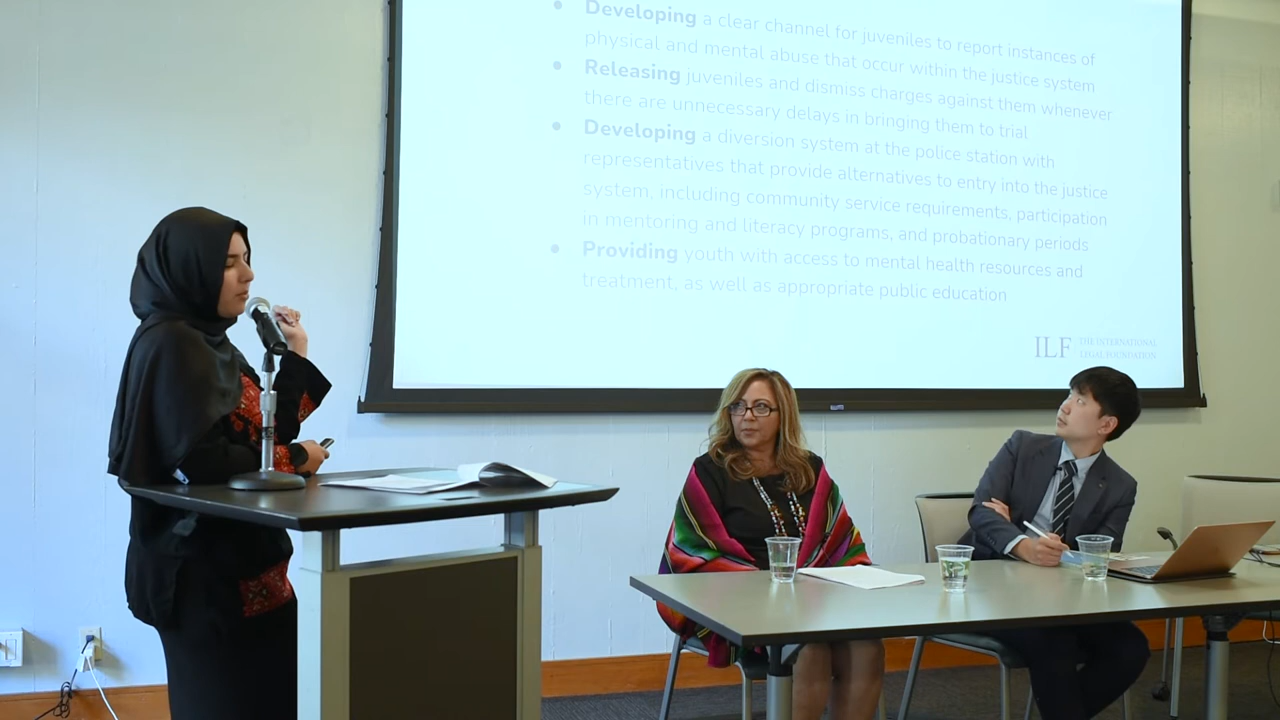 Developing a clear channel for juveniles to report instances of
physical and mental abuse that occur within the justice system
Releasing juveniles and dismiss charges against them whenever
there are unnecessary delays in bringing them to trial
Developing a diversion system at the police station with
representatives that provide alternatives to entry into the justice
system, including community service requirements, participation
in mentoring and literacy programs, and probationary periods
Providing youth with access to mental health resources and
treatment, as well as appropriate public education
ILF THE INTERNATIONAL
LEGAL FOUNDATION